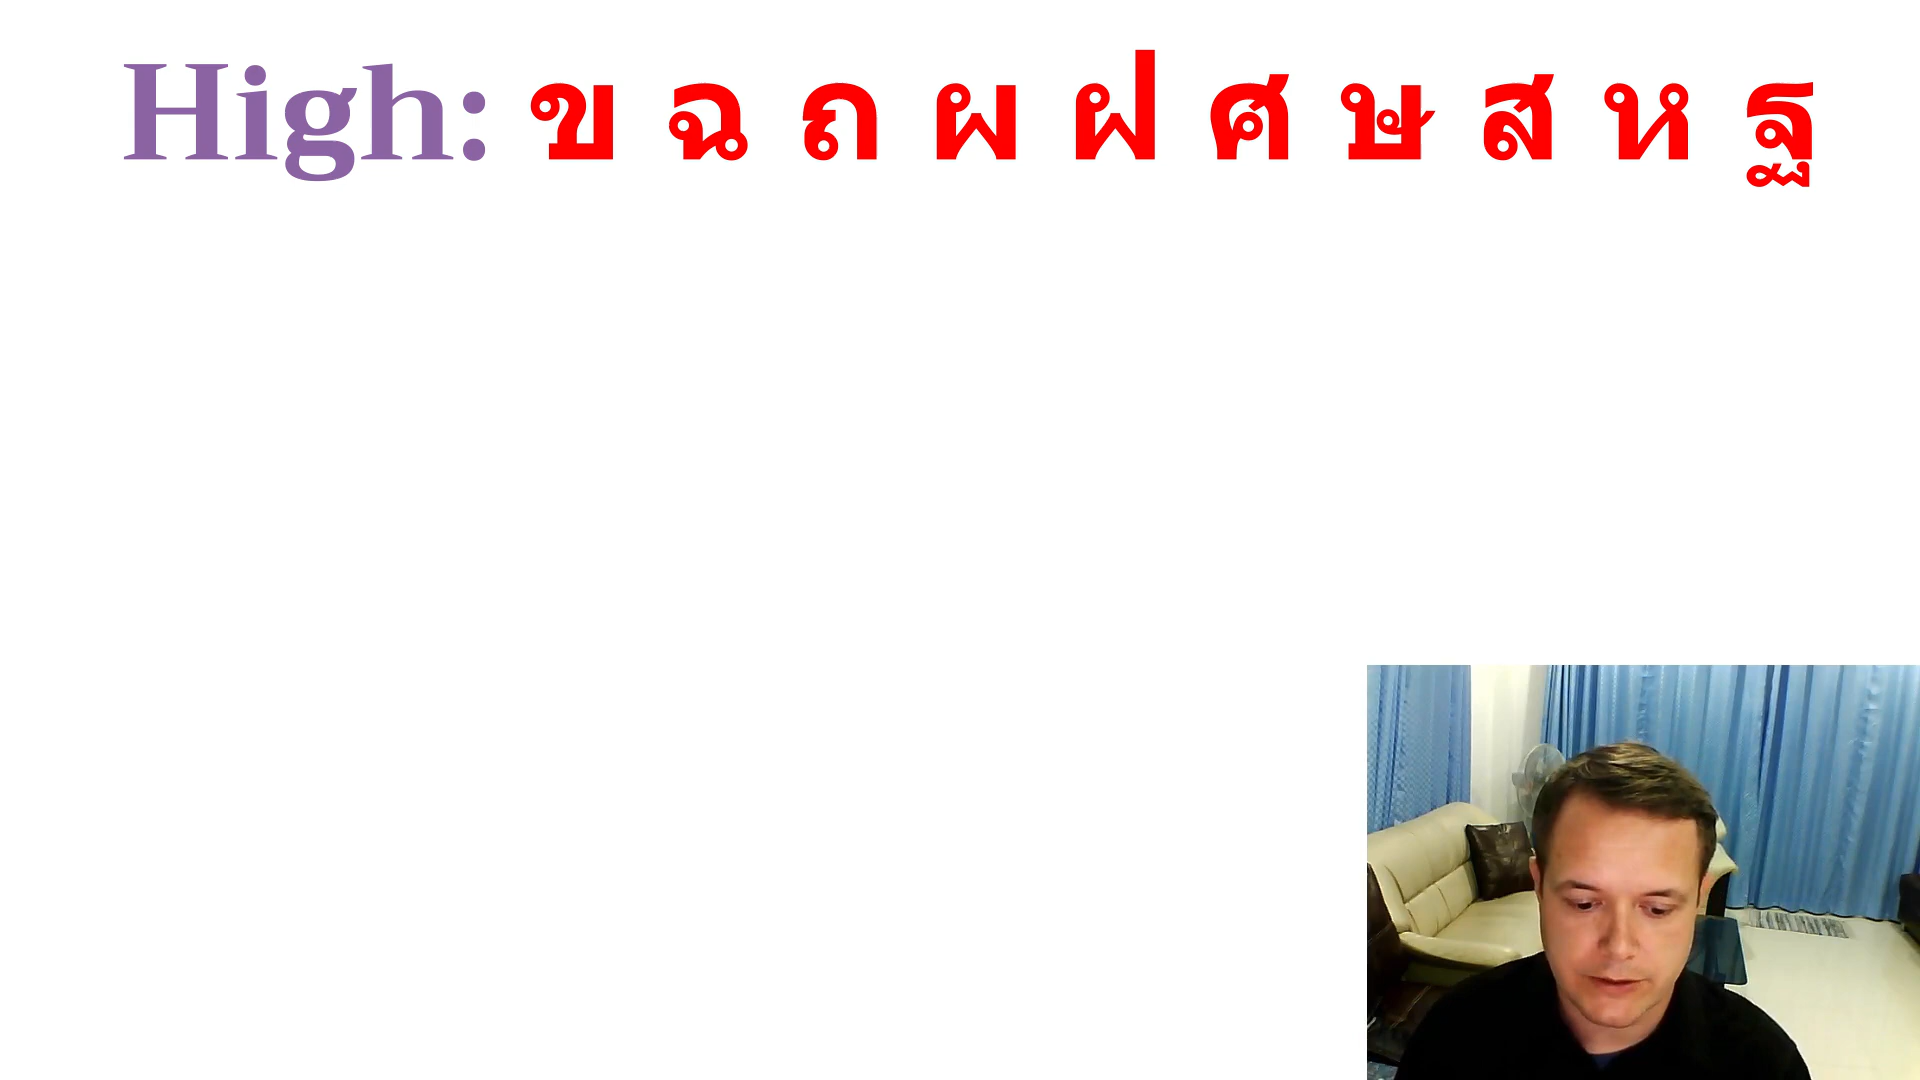 High: ข ฉ ถ ผ ฝ ศ ษ ส ห ฐ